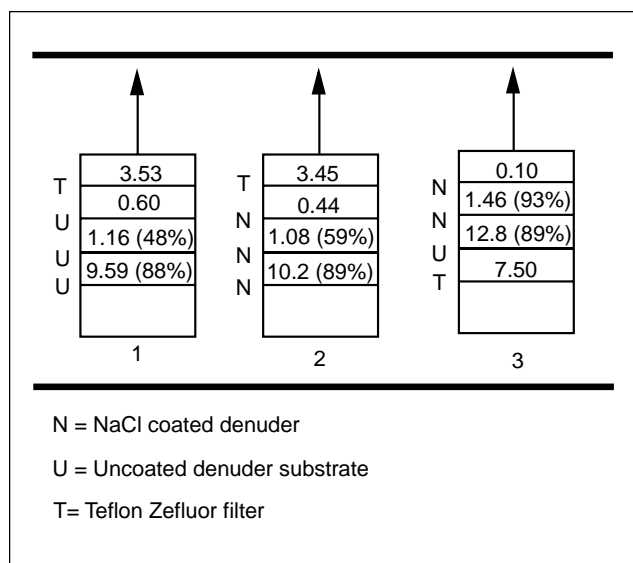 3.53
T
0.60
U
1.16 (48%)
U
9.59 (88%)
U
1
3.45
T
0.44
N
1.08 (59%)
N
10.2 (89%)
N
2
0.10
N
1.46 (93%)
N
12.8 (89%)
U
7.50
T
3
N = NaCl coated denuder
U = Uncoated denuder substrate
T= Teflon Zefluor filter